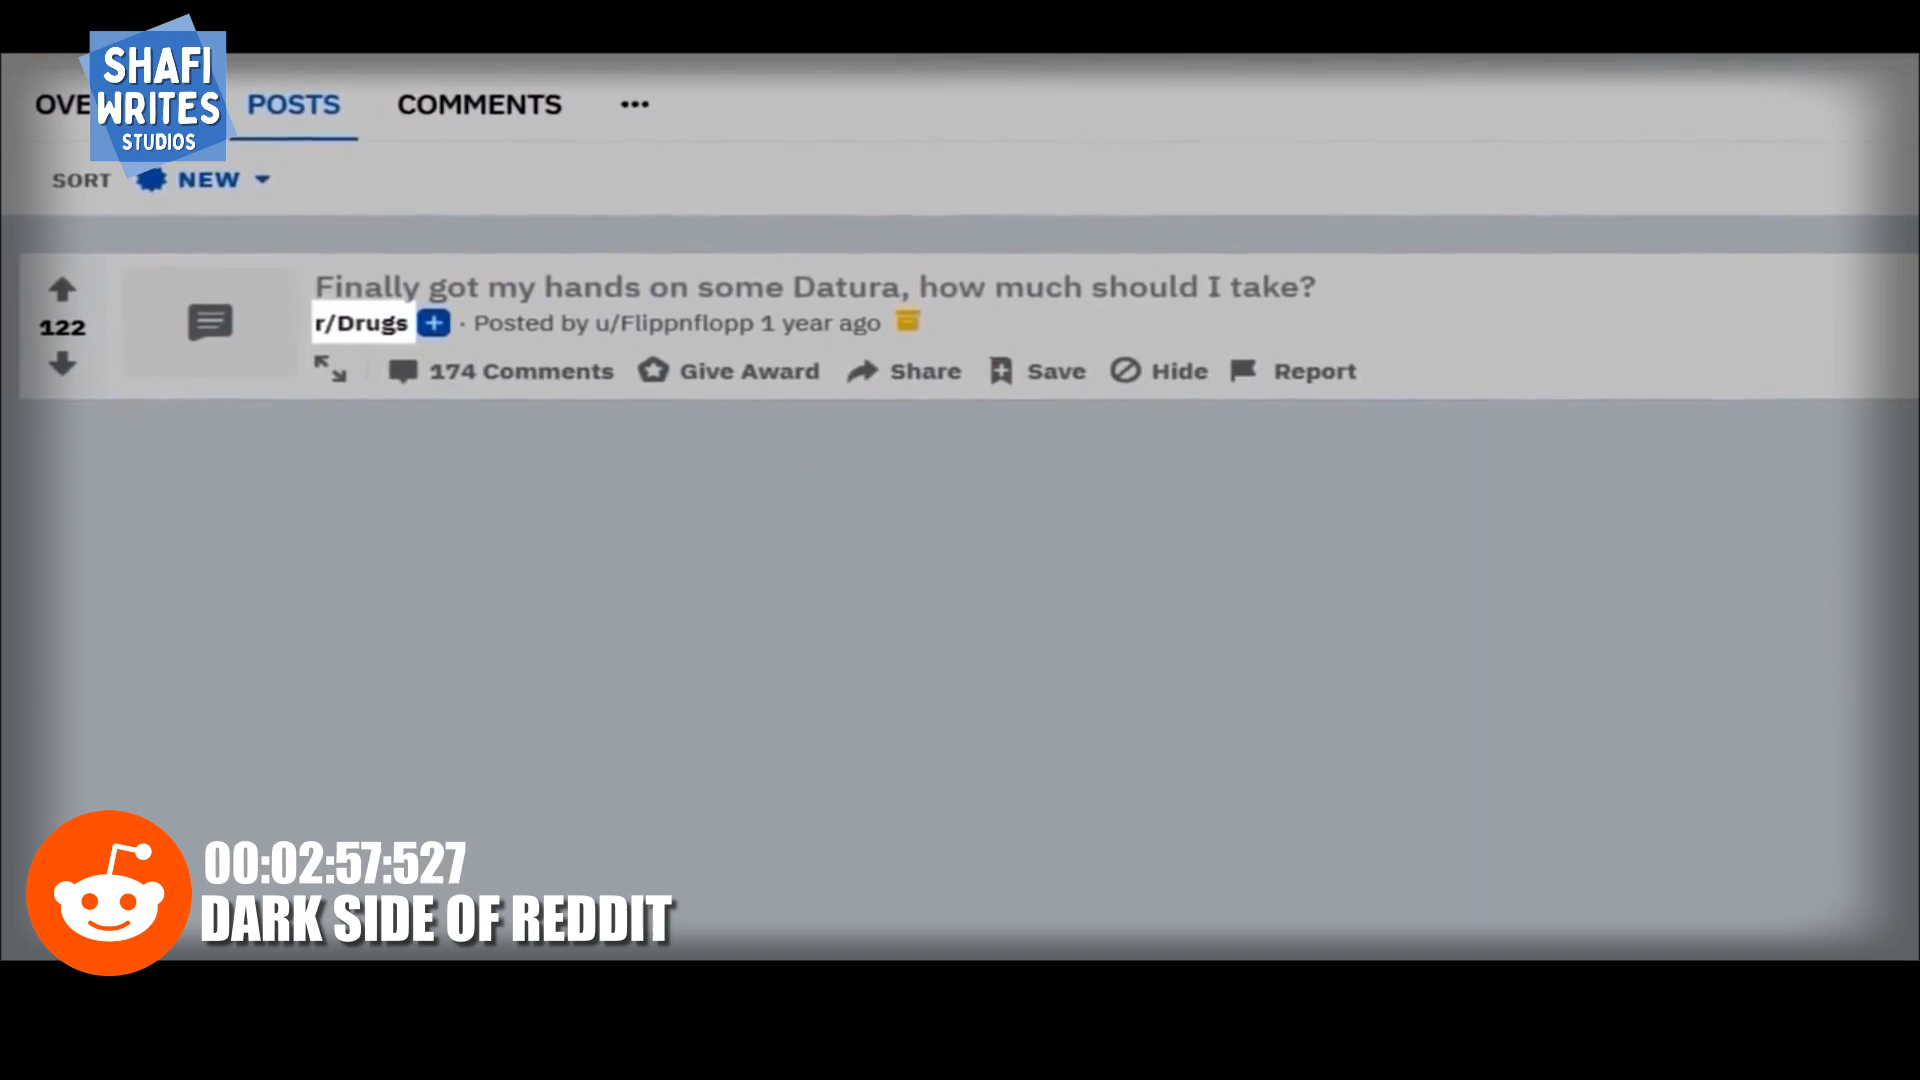 SHAFI
WRITES
STUDIOS
OVE
POSTS
COMMENTS
•••
SORT
NEW
122
Finally got my hands on some Datura, how much should I take?
r/Drugs + · Posted by u/Flippnflopp 1 year ago
174 Comments Give Award Share Save Hide Report
00:02:57:527
DARK SIDE OF REDDIT